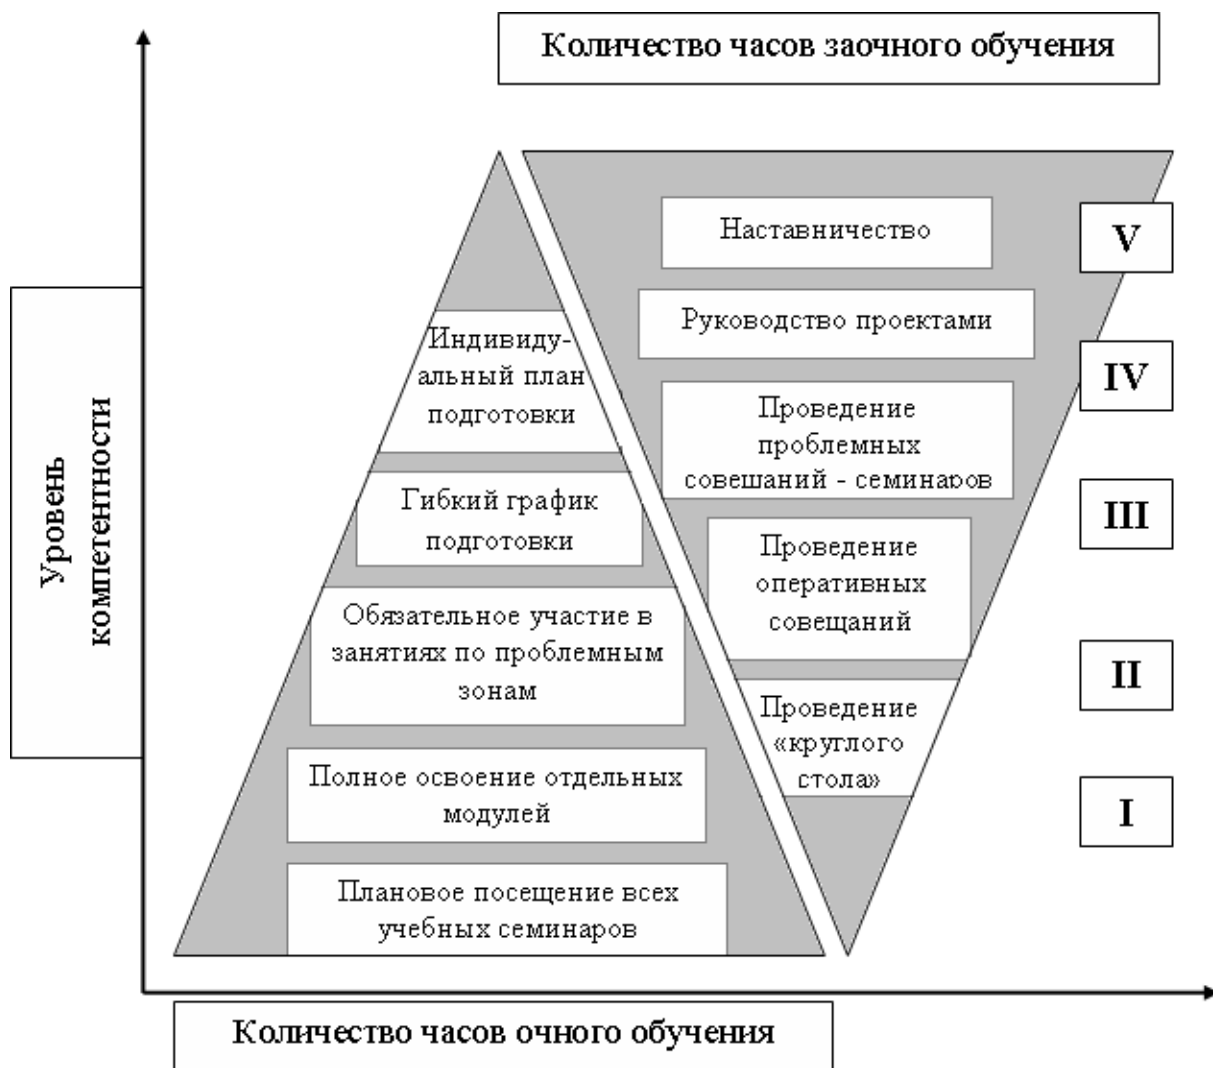 Количество часов заочного обучения
Уровень
компетентности
Индивиду-
альный план
подготовки
Гибкий график
подготовки
Обязательное участие в
занятиях по проблемным
зонам
Полное освоение отдельных
модулей
Плановое посещение всех
учебных семинаров
Наставничество
Руководство проектами
Проведение
проблемных
совещаний - семинаров
Проведение
оперативных
совещаний
Проведение
«круглого
стола»
V
IV
III
II
I
Количество часов очного обучения